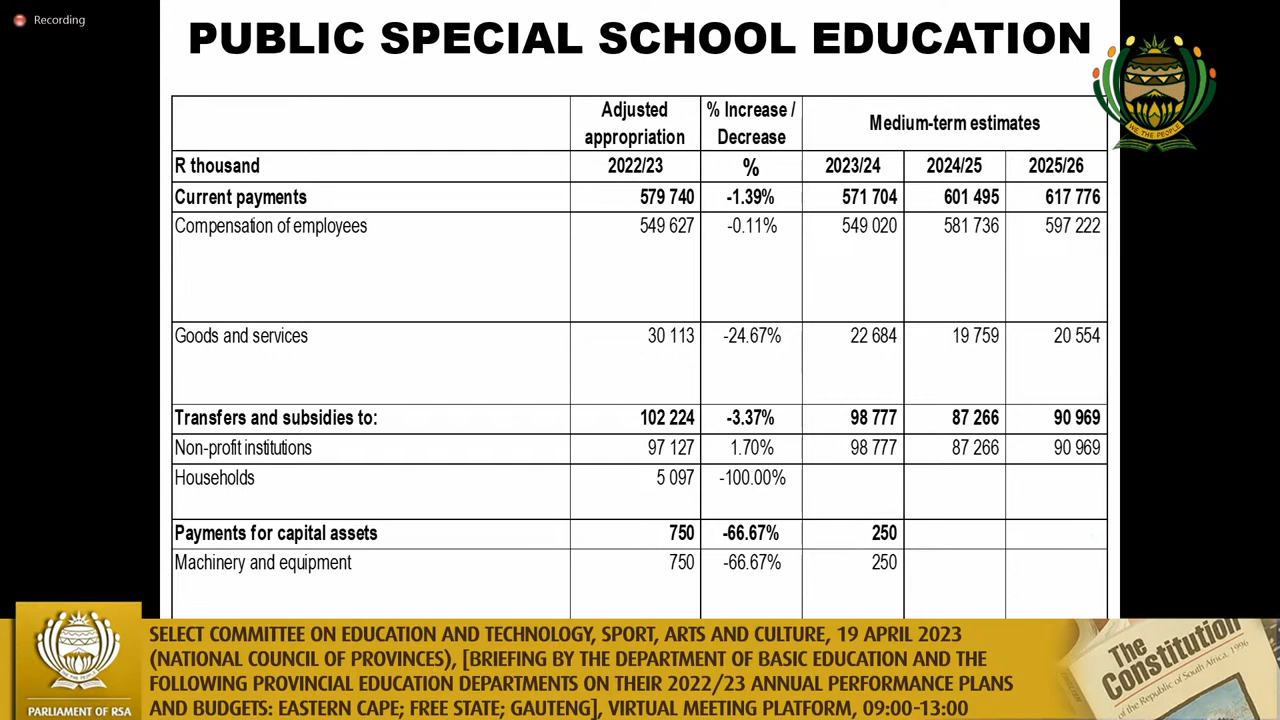 Recording
PUBLIC SPECIAL SCHOOL EDUCATION
Adjusted appropriation % Increase / Decrease Medium-term estimates
R thousand 2022/23 % 2023/24 2024/25 2025/26
Current payments 579 740 -1.39% 571 704 601 495 617 776
Compensation of employees 549 627 -0.11% 549 020 581 736 597 222
Goods and services 30 113 -24.67% 22 684 19 759 20 554
Transfers and subsidies to: 102 224 -3.37% 98 777 87 266 90 969
Non-profit institutions 97 127 1.70% 98 777 87 266 90 969
Households 5 097 -100.00%
Payments for capital assets 750 -66.67% 250
Machinery and equipment 750 -66.67% 250
WE, THE PEOPLE
SELECT COMMITTEE ON EDUCATION AND TECHNOLOGY, SPORT, ARTS AND CULTURE, 19 APRIL 2023
(NATIONAL COUNCIL OF PROVINCES), [BRIEFING BY THE DEPARTMENT OF BASIC EDUCATION AND THE
FOLLOWING PROVINCIAL EDUCATION DEPARTMENTS ON THEIR 2022/23 ANNUAL PERFORMANCE PLANS
AND BUDGETS: EASTERN CAPE; FREE STATE; GAUTENG], VIRTUAL MEETING PLATFORM, 09:00-13:00
PARLIAMENT OF RSA
The
Constitution
of the Republic of South Africa, 1996